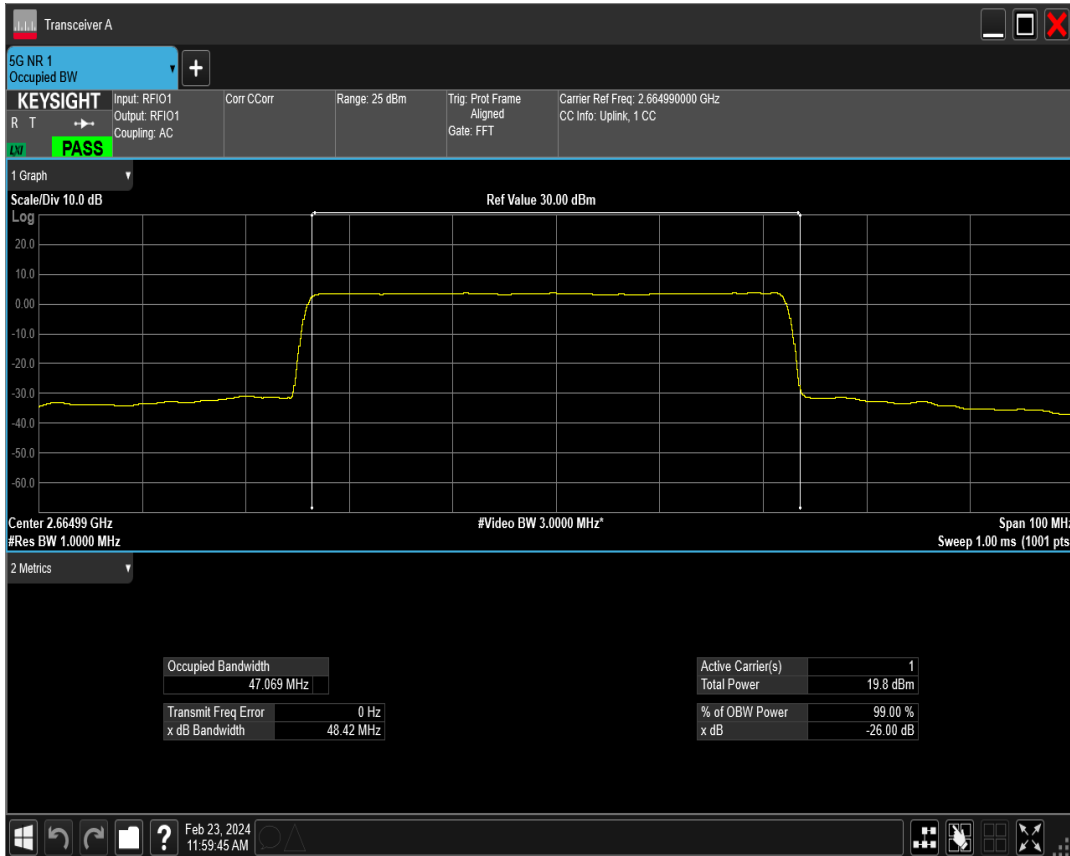 Transceiver A
5G NR 1
Occupied BW
KEYSIGHT
R T
LXI
PASS
Input: RFIO1
Output: RFIO1
Coupling: AC
Corr CCorr
Range: 25 dBm
Trig: Prot Frame
Aligned
Gate: FFT
Carrier Ref Freq: 2.664990000 GHz
CC Info: Uplink, 1 CC
1 Graph
Scale/Div 10.0 dB
Ref Value 30.00 dBm
Log
20.0
10.0
0.00
-10.0
-20.0
-30.0
-40.0
-50.0
-60.0
Center 2.66499 GHz
#Video BW 3.0000 MHz*
Span 100 MHz
#Res BW 1.0000 MHz
Sweep 1.00 ms (1001 pts
2 Metrics
Occupied Bandwidth
47.069 MHz
Transmit Freq Error 0 Hz
x dB Bandwidth 48.42 MHz
Active Carrier(s) 1
Total Power 19.8 dBm
% of OBW Power 99.00 %
x dB -26.00 dB
?
Feb 23, 2024
11:59:45 AM